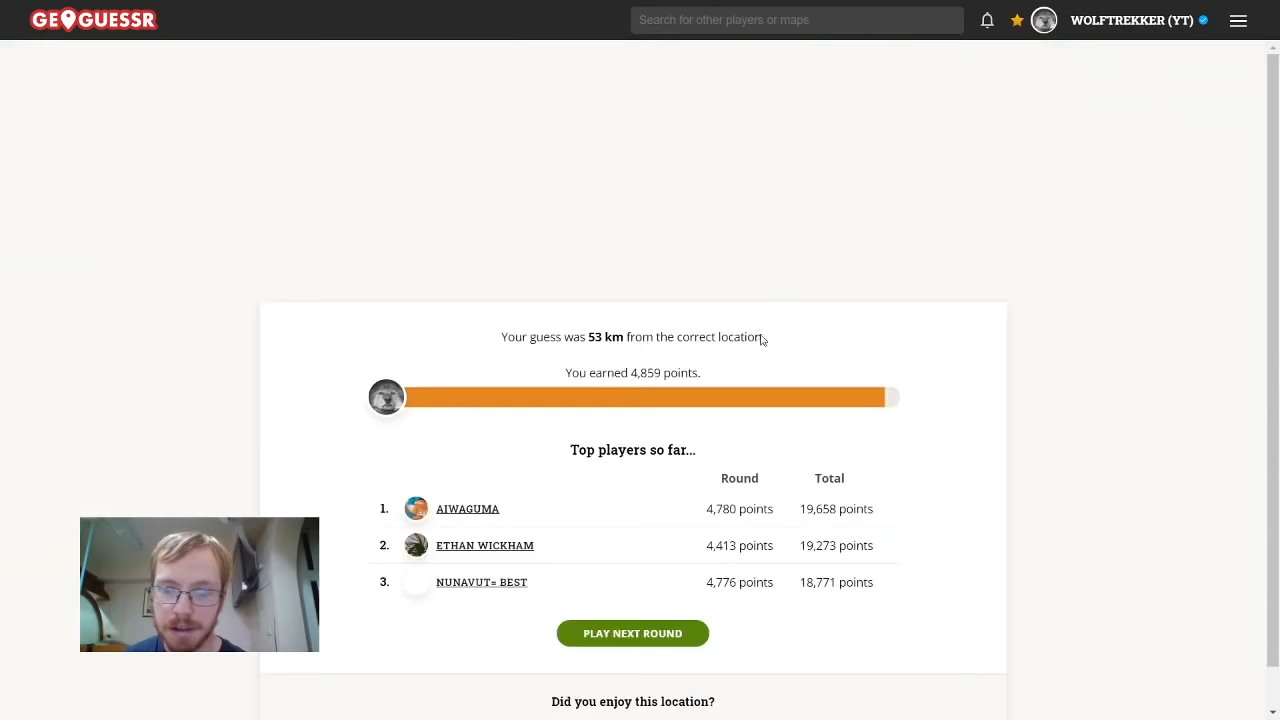 GEOGUESSR
Search for other players or maps
WOLFTREKKER (YT)
Your guess was 53 km from the correct location.
You earned 4,859 points.
Top players so far...
Round Total
1. AIWAGUMA 4,780 points 19,658 points
2. ETHAN WICKHAM 4,413 points 19,273 points
3. NUNAVUT= BEST 4,776 points 18,771 points
PLAY NEXT ROUND
Did you enjoy this location?